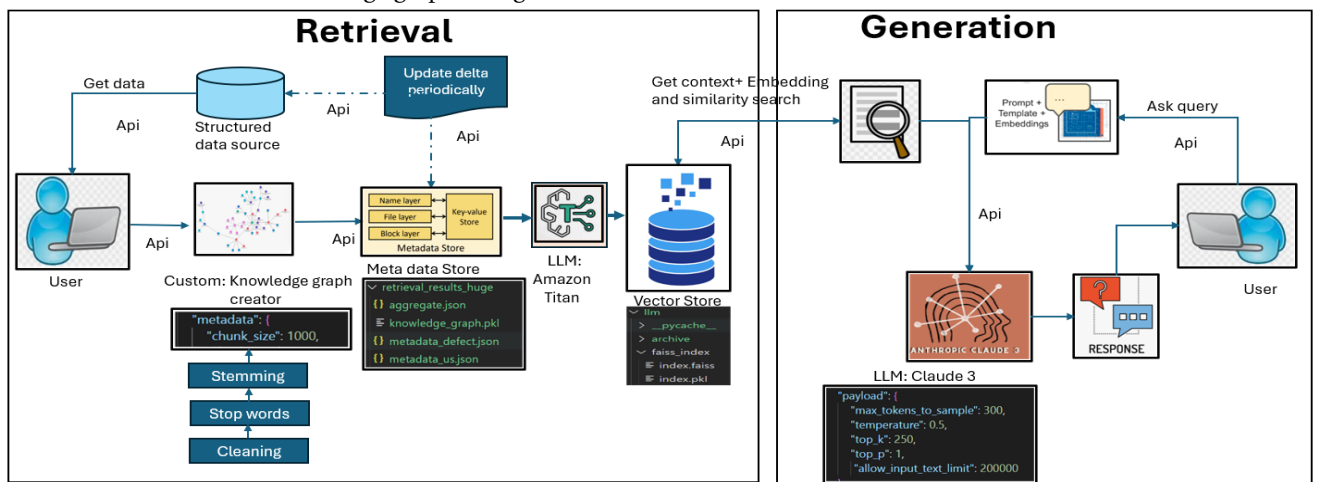 Retrieval
Generation
Get data
Api
Structured
data source
Update delta
periodically
Api
Api
Get context+ Embedding
and similarity search
Api
Prompt +
Template +
Embeddings
...
Ask query
Api
User
Api
Custom: Knowledge graph
creator
"metadata": {
"chunk_size": 1000,
Stemming
Stop words
Cleaning
Api
Name layer
File layer
Block layer
Key-value
Store
Metadata Store
Meta data Store
retrieval_results_huge
{} aggregate.json
knowledge_graph.pkl
{} metadata_defect.json
{} metadata_us.json
LLM:
Amazon
Titan
Vector Store
llm
> __pycache__
> archive
faiss_index
index.faiss
index.pkl
Api
ANTHROPIC CLAUDE 3
LLM: Claude 3
"payload": {
"max_tokens_to_sample": 300,
"temperature": 0.5,
"top_k": 250,
"top_p": 1,
"allow_input_text_limit": 200000
?
RESPONSE
User